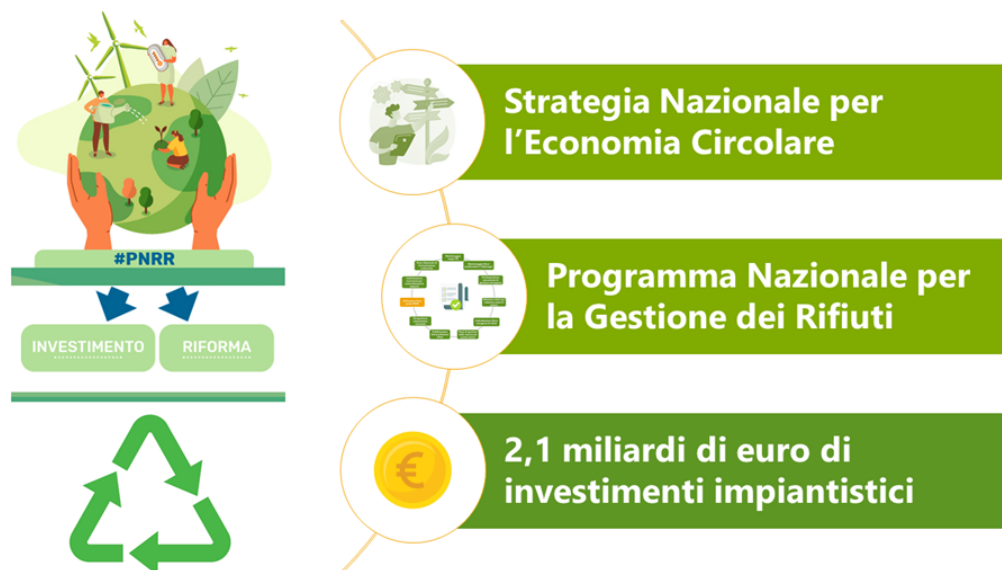 #PNRR
INVESTIMENTO
RIFORMA
Strategia Nazionale per
l’Economia Circolare
Programma Nazionale per
la Gestione dei Rifiuti
2,1 miliardi di euro di
investimenti impiantistici